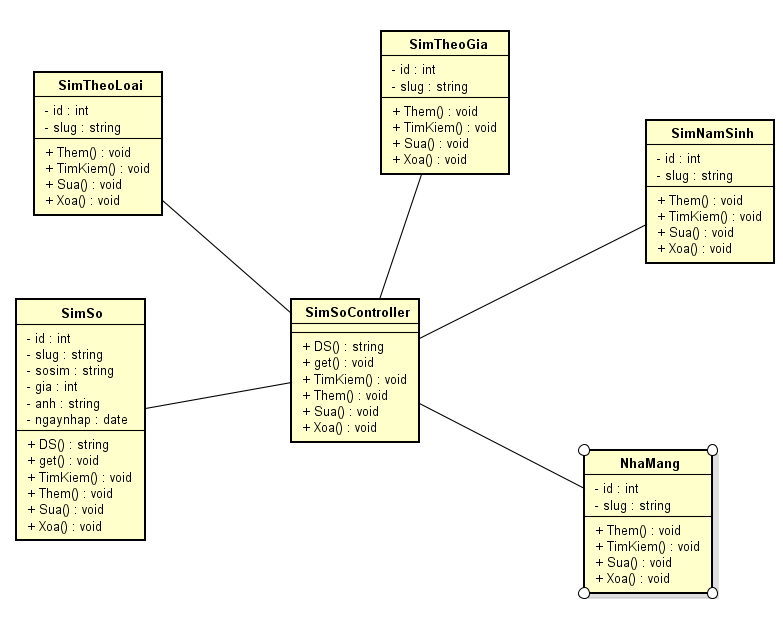 SimTheoLoai
- id : int
- slug : string
+ Them() : void
+ TimKiem() : void
+ Sua() : void
+ Xoa() : void
SimTheoGia
- id : int
- slug : string
+ Them() : void
+ TimKiem() : void
+ Sua() : void
+ Xoa() : void
SimNamSinh
- id : int
- slug : string
+ Them() : void
+ TimKiem() : void
+ Sua() : void
+ Xoa() : void
SimSo
- id : int
- slug : string
- sosim : string
- gia : int
- anh : string
- ngaynhap : date
+ DS() : string
+ get() : void
+ TimKiem() : void
+ Them() : void
+ Sua() : void
+ Xoa() : void
SimSoController
+ DS() : string
+ get() : void
+ TimKiem() : void
+ Them() : void
+ Sua() : void
+ Xoa() : void
NhaMang
- id : int
- slug : string
+ Them() : void
+ TimKiem() : void
+ Sua() : void
+ Xoa() : void